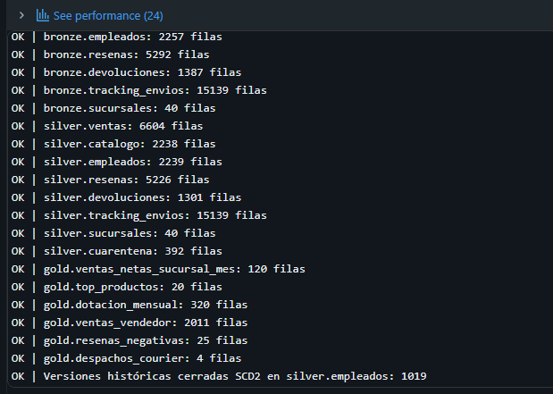 See performance (24)
OK | bronze.empleados: 2257 filas
OK | bronze.resenas: 5292 filas
OK | bronze.devoluciones: 1387 filas
OK | bronze.tracking_envios: 15139 filas
OK | bronze.sucursales: 40 filas
OK | silver.ventas: 6604 filas
OK | silver.catalogo: 2238 filas
OK | silver.empleados: 2239 filas
OK | silver.resenas: 5226 filas
OK | silver.devoluciones: 1301 filas
OK | silver.tracking_envios: 15139 filas
OK | silver.sucursales: 40 filas
OK | silver.cuarentena: 392 filas
OK | gold.ventas_netas_sucursal_mes: 120 filas
OK | gold.top_productos: 20 filas
OK | gold.dotacion_mensual: 320 filas
OK | gold.ventas_vendedor: 2011 filas
OK | gold.resenas_negativas: 25 filas
OK | gold.despachos_courier: 4 filas
OK | Versiones históricas cerradas SCD2 en silver.empleados: 1019